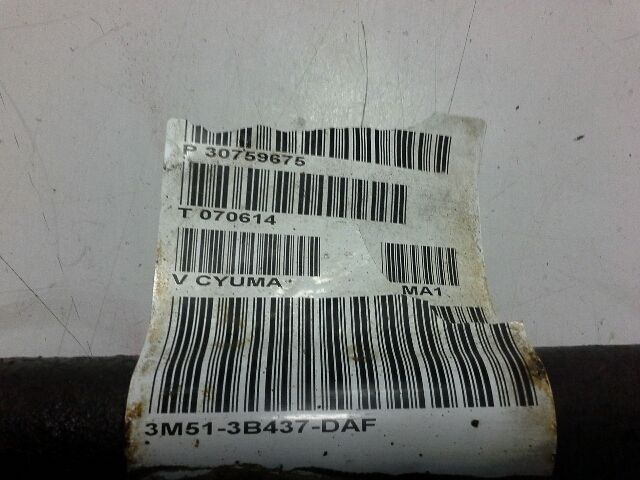 P 30759675
T 070614
V CYUMA
MA1
3M51-3B437-DAF